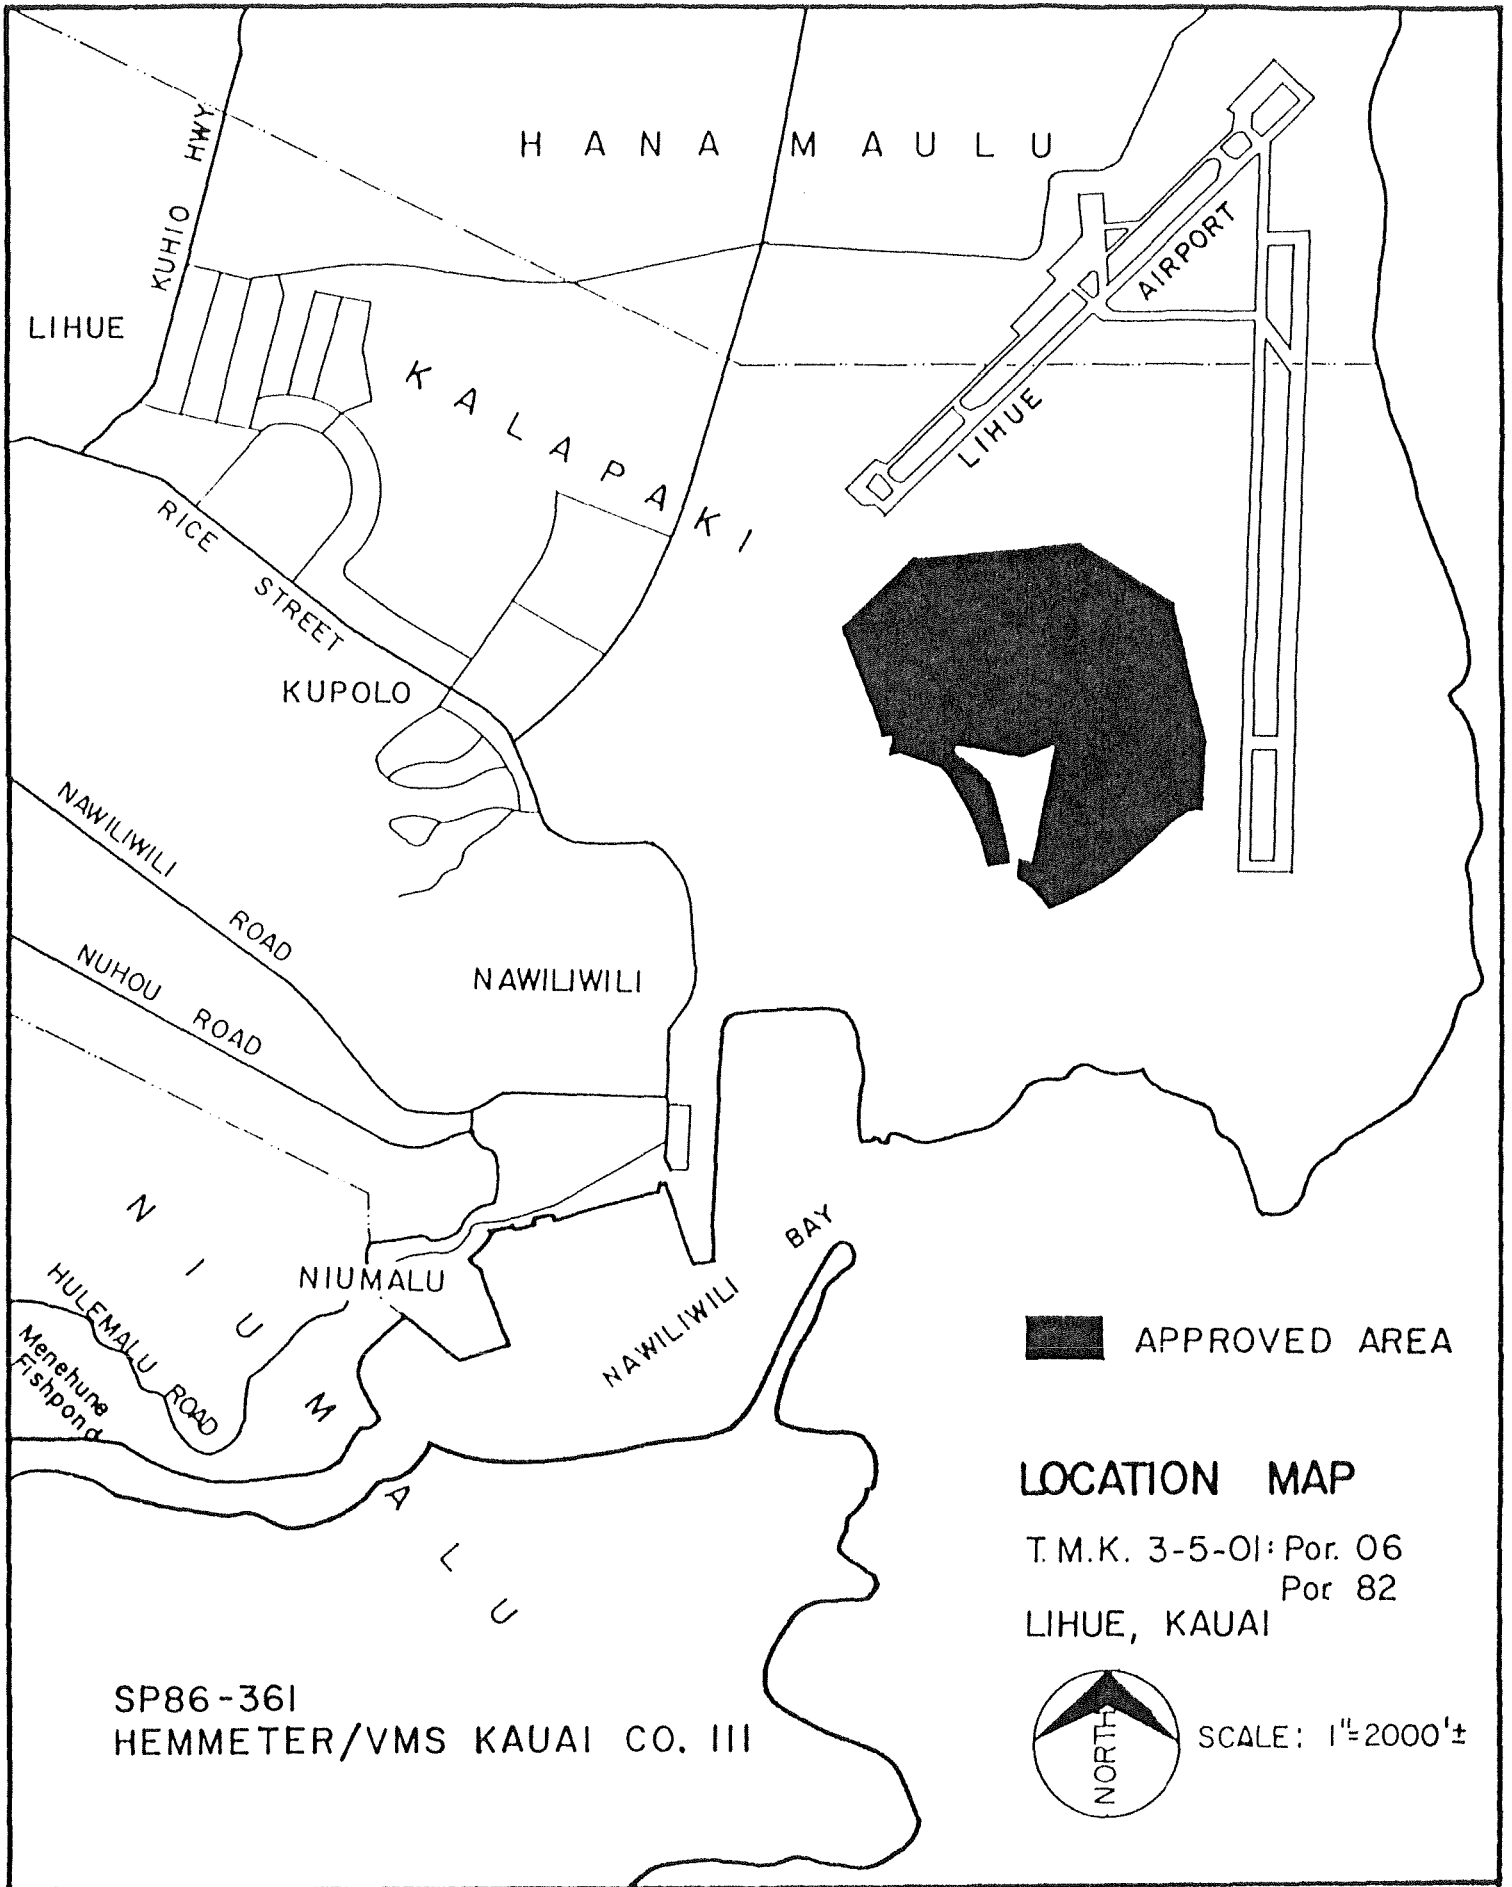 HANAMAULU
KUHIO HWY
AIRPORT
LIHUE
LIHUE
KALAPAKI
RICE STREET
KUPOLO
NAWILIWILI ROAD
NUHOU ROAD
NAWILIWILI
NIUMALU
NIUMALU
HULEMALU ROAD
Menehune
Fishpond
NAWILIWILI BAY
APPROVED AREA
LOCATION MAP
T.M.K. 3-5-01: Por. 06
Por. 82
LIHUE, KAUAI
NORTH
SCALE: 1"=2000'±
SP86-361
HEMMETER/VMS KAUAI CO. III